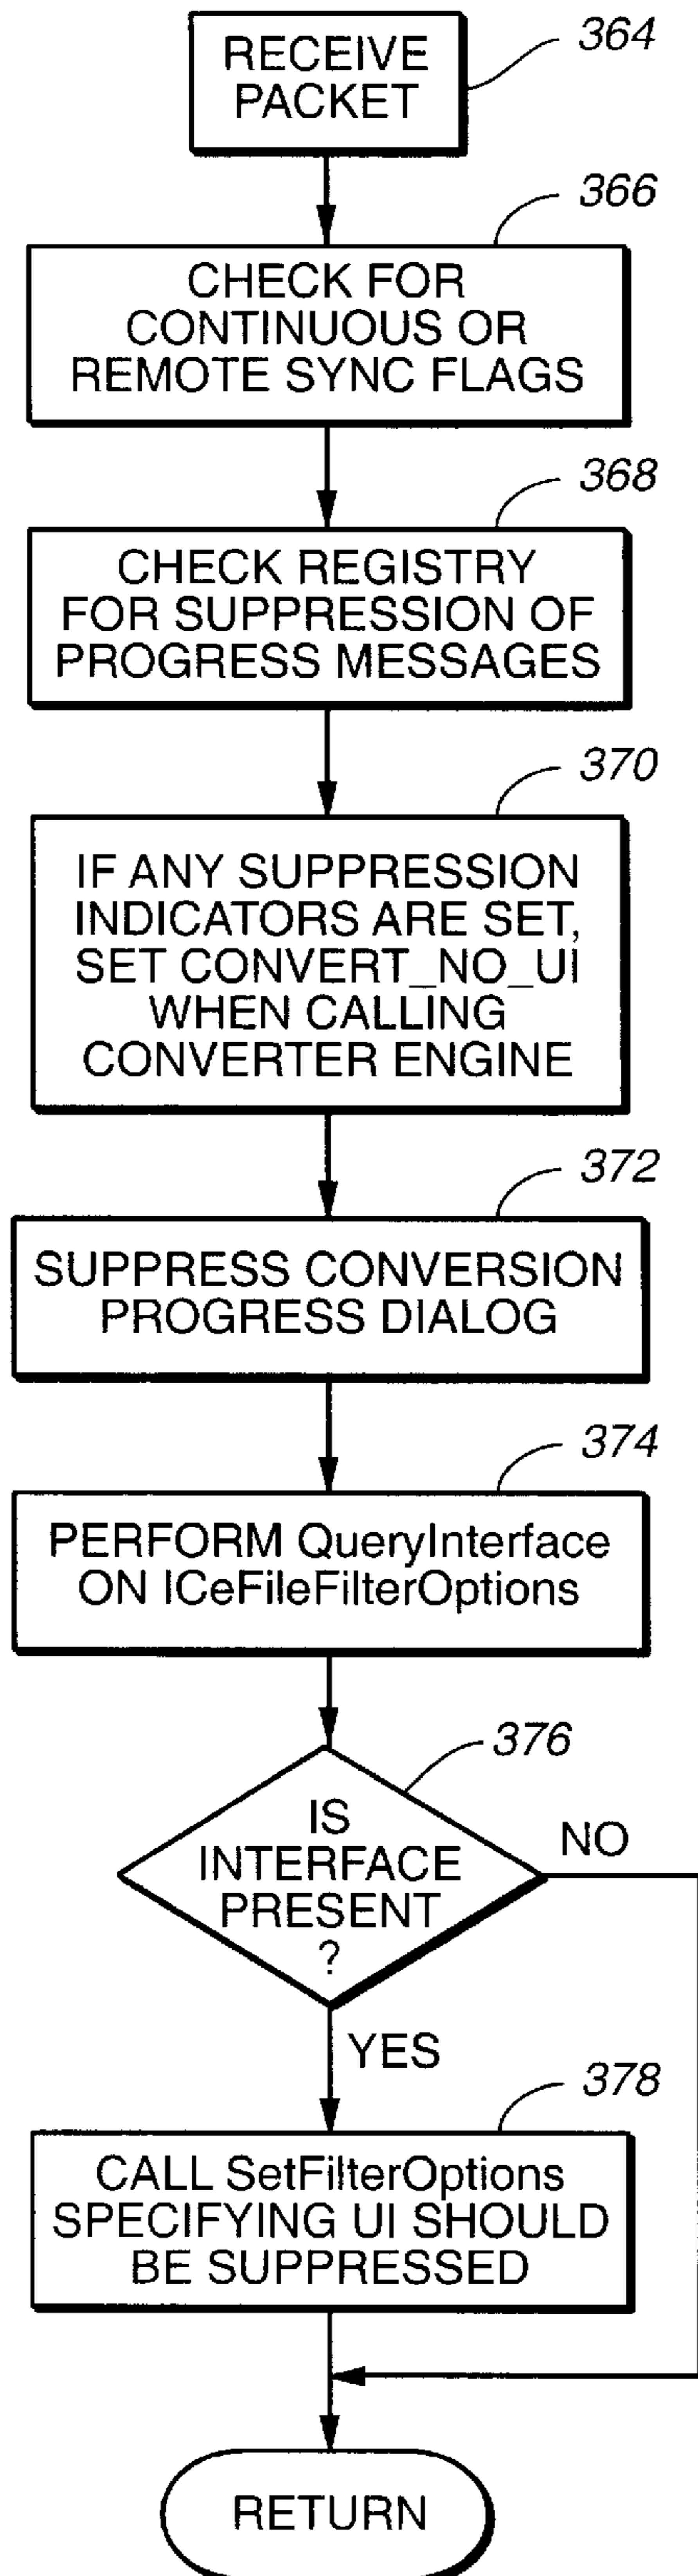 RECEIVE
PACKET
364
366
CHECK FOR
CONTINUOUS OR
REMOTE SYNC FLAGS
368
CHECK REGISTRY
FOR SUPPRESSION OF
PROGRESS MESSAGES
370
IF ANY SUPPRESSION
INDICATORS ARE SET,
SET CONVERT_NO_UI
WHEN CALLING
CONVERTER ENGINE
372
SUPPRESS CONVERSION
PROGRESS DIALOG
374
PERFORM QueryInterface
ON ICeFileFilterOptions
376
IS
INTERFACE
PRESENT
?
NO
YES
378
CALL SetFilterOptions
SPECIFYING UI SHOULD
BE SUPPRESSED
RETURN